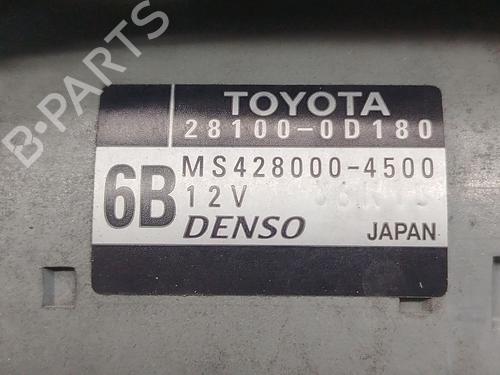 TOYOTA
28100-0D180
6B
MS428000-4500
12V
DENSO
JAPAN
B-PARTS